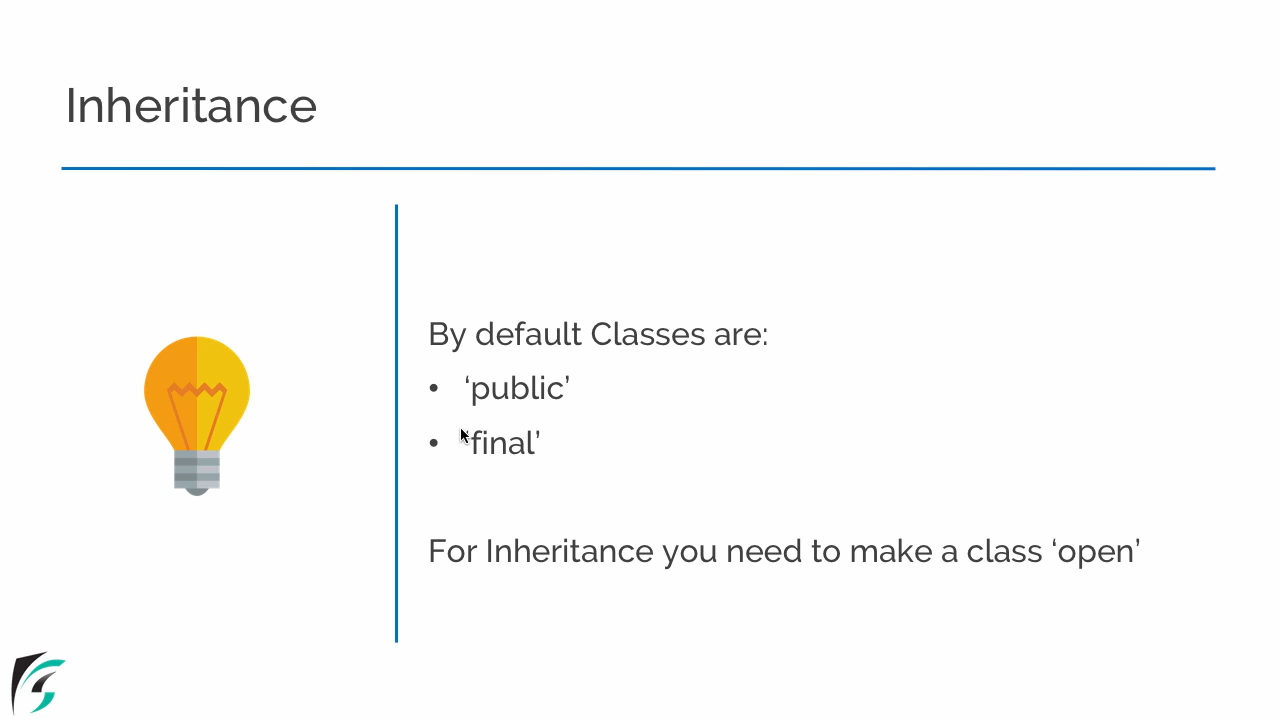 Inheritance
By default Classes are:
• ‘public’
• ‘final’
For Inheritance you need to make a class ‘open’